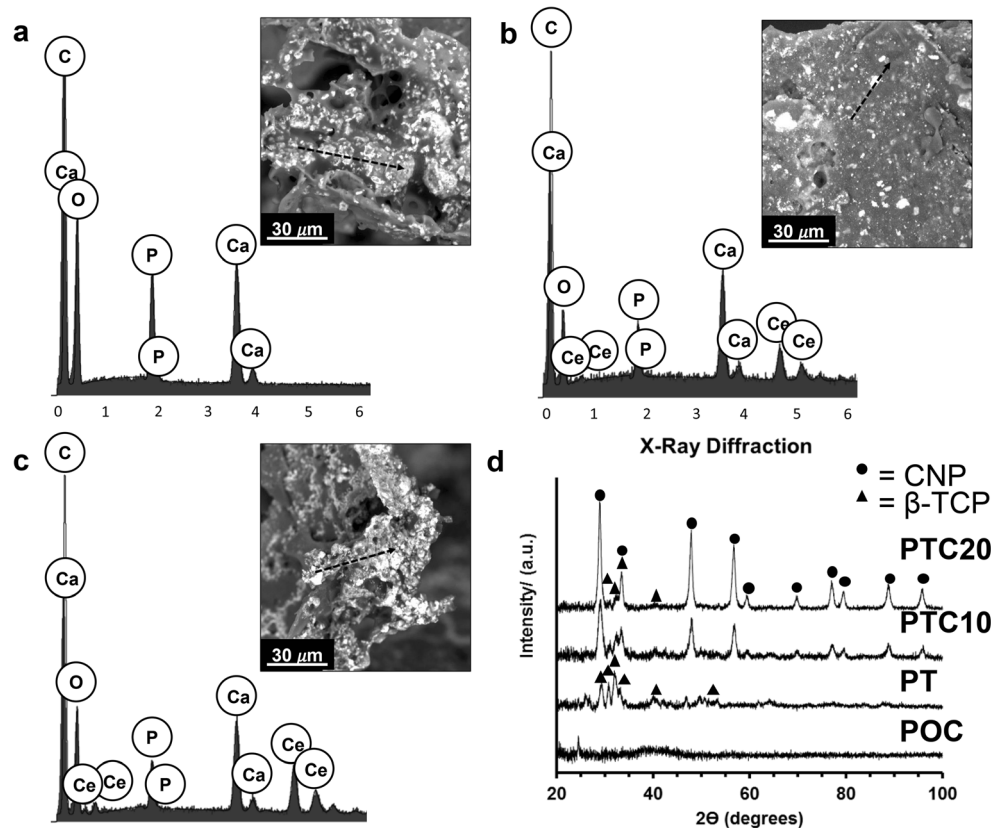 a
C
Ca
O
P
P
Ca
Ca
30 μm
0 1 2 3 4 5 6
b
C
Ca
O
Ce
Ce
P
P
Ca
Ca
Ce
Ce
30 μm
0 1 2 3 4 5 6
c
C
Ca
O
Ce
Ce
P
P
Ca
Ca
Ce
Ce
30 μm
X-Ray Diffraction
d
= CNP
= β-TCP
PTC20
PTC10
PT
POC
Intensity/ (a.u.)
20 40 60 80 100
2Θ (degrees)